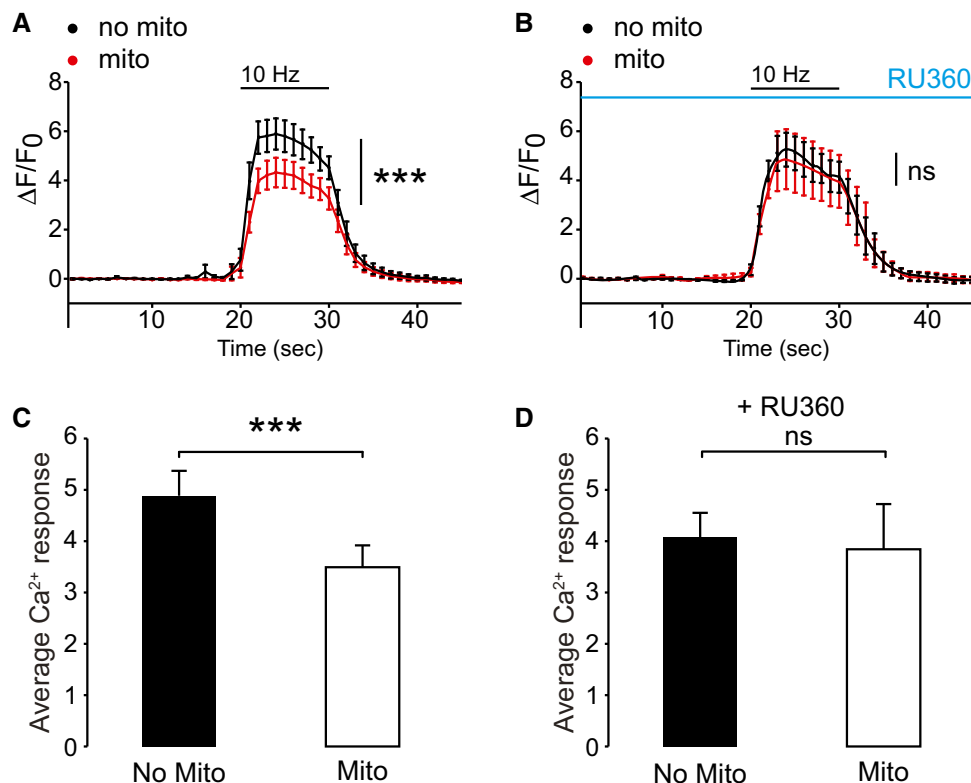 A
no mito
mito
10 Hz
8
6
4
2
0
ΔF/F0
***
10 20 30 40
Time (sec)
B
no mito
mito
RU360
10 Hz
8
6
4
2
0
ΔF/F0
ns
10 20 30 40
Time (sec)
C
***
6
5
4
3
2
1
0
Average Ca2+ response
No Mito Mito
D
+ RU360
ns
6
5
4
3
2
1
0
Average Ca2+ response
No Mito Mito